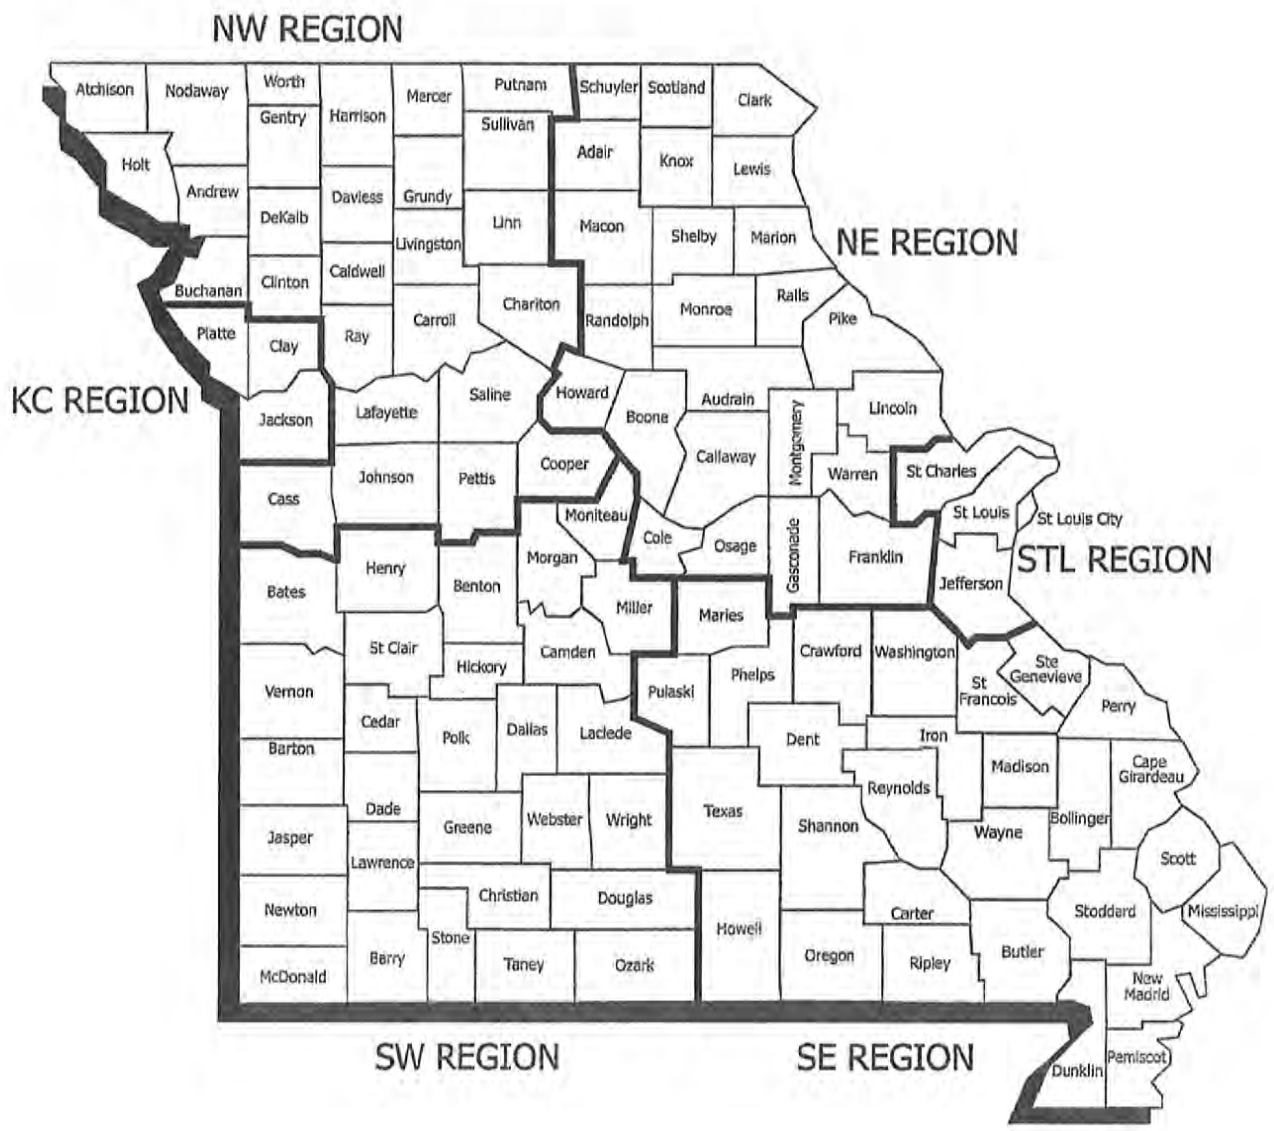 NW REGION
Atchison
Nodaway
Worth
Gentry
Harrison
Mercer
Putnam
Sullivan
Schuyler
Scotland
Clark
Holt
Andrew
DeKalb
Daviess
Grundy
Linn
Adair
Knox
Lewis
Macon
Shelby
Marion
NE REGION
Livingston
Buchanan
Clinton
Caldwell
Chariton
Randolph
Monroe
Ralls
Pike
Platte
Clay
Ray
Carroll
KC REGION
Jackson
Lafayette
Saline
Howard
Boone
Audrain
Montgomery
Lincoln
Cass
Johnson
Pettis
Cooper
Callaway
Warren
St Charles
St Louis
St Louis City
STL REGION
Moniteau
Cole
Osage
Gasconade
Franklin
Jefferson
Bates
Henry
Benton
Morgan
Miller
Maries
St Clair
Hickory
Camden
Pulaski
Phelps
Crawford
Washington
St
Francois
Ste
Genevieve
Perry
Vernon
Cedar
Polk
Dallas
Laclede
Dent
Iron
Madison
Cape
Girardeau
Barton
Dade
Greene
Webster
Wright
Texas
Shannon
Reynolds
Wayne
Bollinger
Scott
Jasper
Lawrence
Christian
Douglas
Howell
Carter
Stoddard
Mississippi
Newton
Stone
Barry
Taney
Ozark
Oregon
Ripley
Butler
New
Madrid
McDonald
SW REGION
SE REGION
Dunklin
Pemiscot